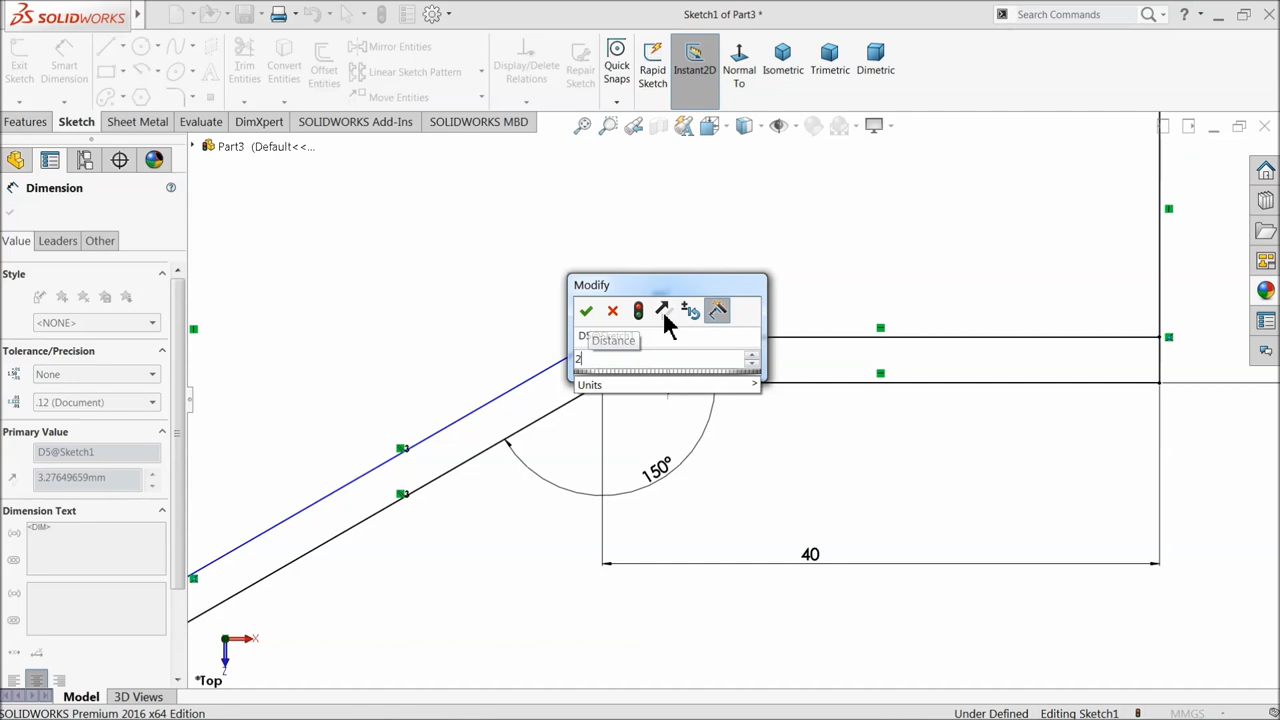 SOLIDWORKS
Sketch1 of Part3 *
Search Commands
?
Exit Sketch
Smart Dimension
Trim Entities
Convert Entities
Offset Entities
Mirror Entities
Linear Sketch Pattern
Move Entities
Display/Delete Relations
Repair Sketch
Quick Snaps
Rapid Sketch
Instant2D
Normal To
Isometric
Trimetric
Dimetric
Features
Sketch
Sheet Metal
Evaluate
DimXpert
SOLIDWORKS Add-Ins
SOLIDWORKS MBD
Part3 (Default<<...
Dimension
Value
Leaders
Other
Style
<NONE>
Tolerance/Precision
None
.12 (Document)
Primary Value
D5@Sketch1
3.27649659mm
Dimension Text
<DIM>
Modify
Distance
2
Units
>
3
3
150°
40
X
Z
*Top
Model
3D Views
SOLIDWORKS Premium 2016 x64 Edition
Under Defined
Editing Sketch1
MMGS